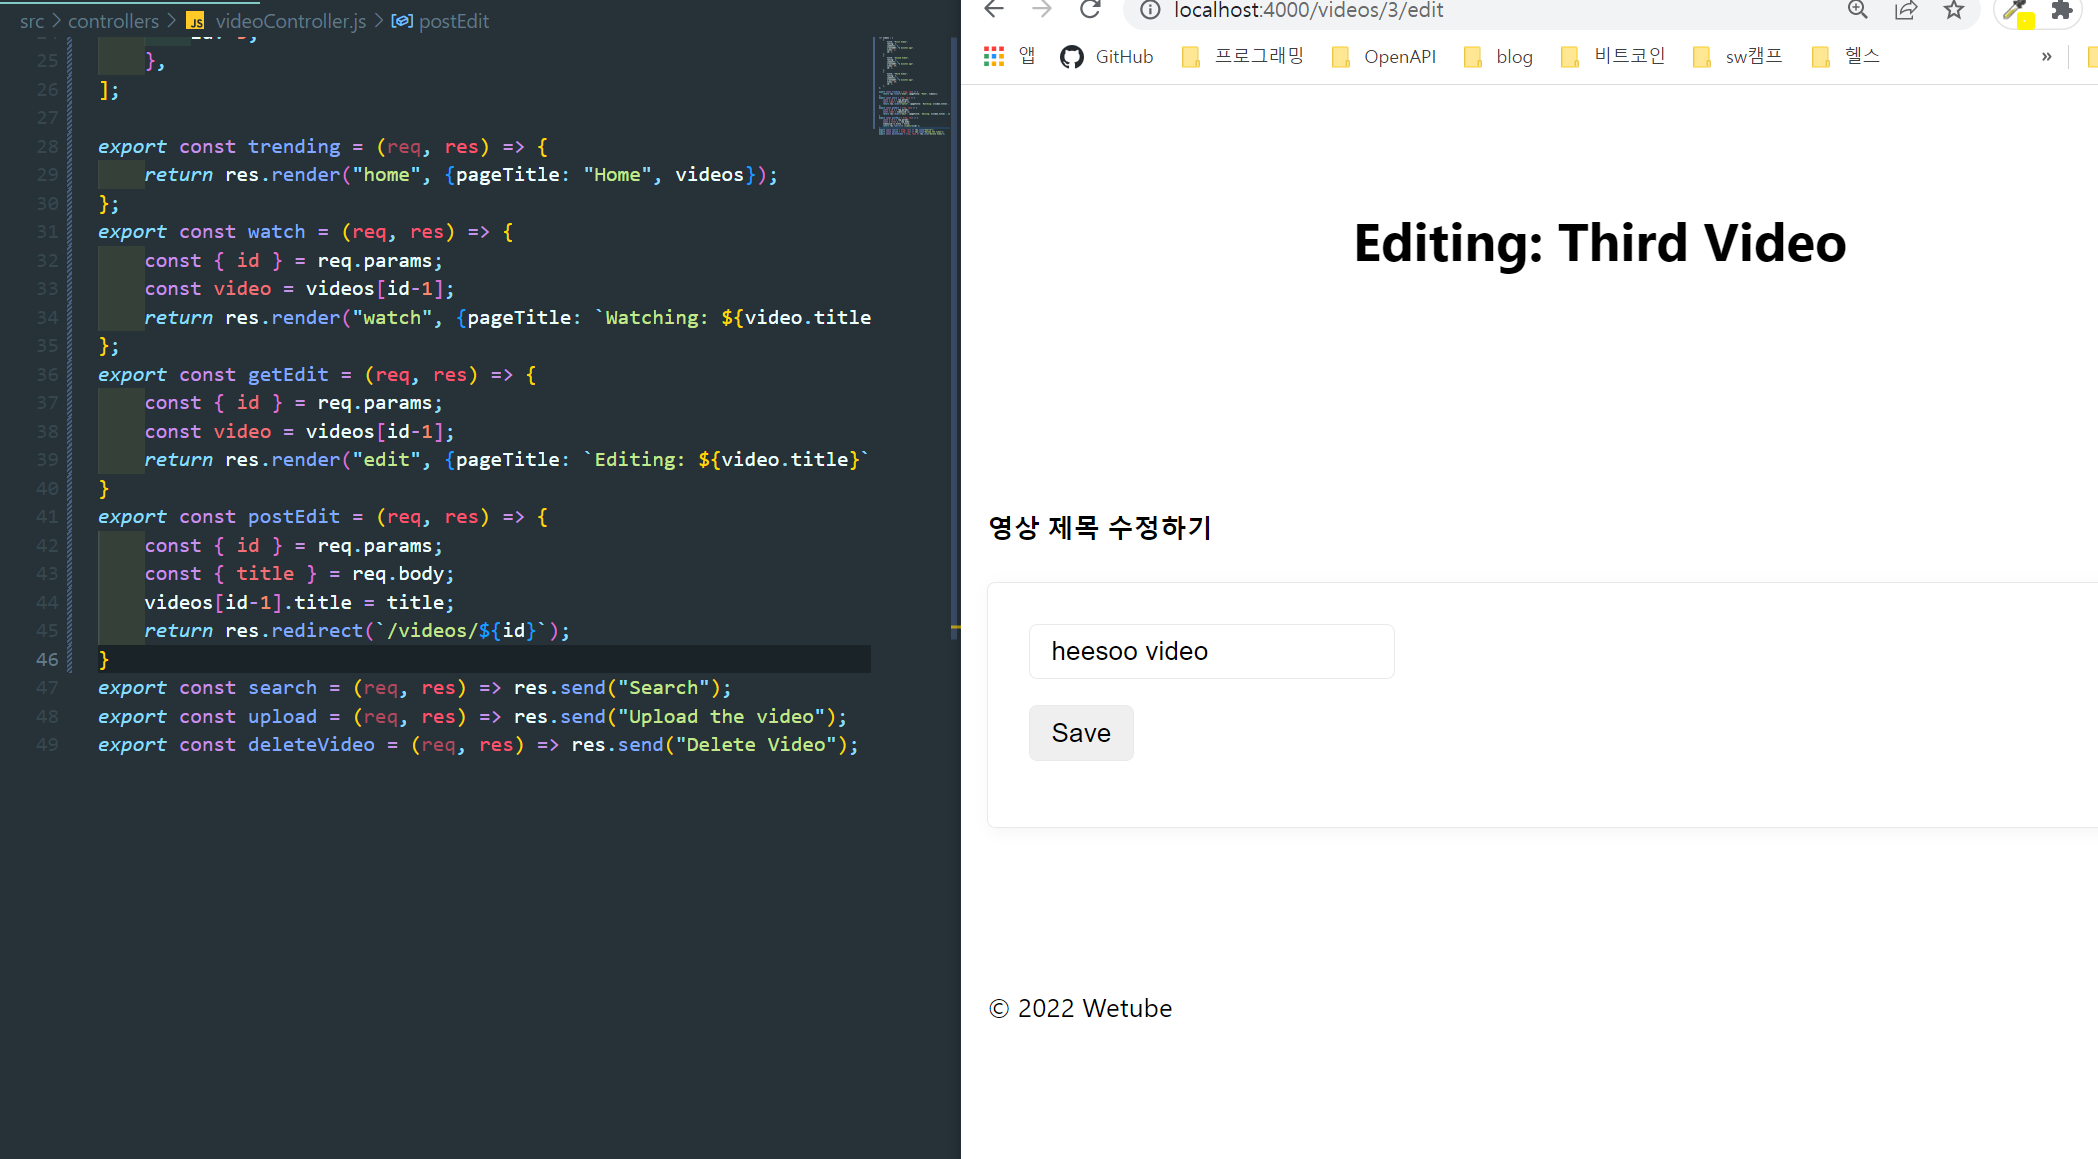 src > controllers > JS videoController.js > postEdit
25 },
26 ];
27
28 export const trending = (req, res) => {
29 return res.render("home", {pageTitle: "Home", videos});
30 };
31 export const watch = (req, res) => {
32 const { id } = req.params;
33 const video = videos[id-1];
34 return res.render("watch", {pageTitle: `Watching: ${video.title
35 };
36 export const getEdit = (req, res) => {
37 const { id } = req.params;
38 const video = videos[id-1];
39 return res.render("edit", {pageTitle: `Editing: ${video.title}`
40 }
41 export const postEdit = (req, res) => {
42 const { id } = req.params;
43 const { title } = req.body;
44 videos[id-1].title = title;
45 return res.redirect(`/videos/${id}`);
46 }
47 export const search = (req, res) => res.send("Search");
48 export const upload = (req, res) => res.send("Upload the video");
49 export const deleteVideo = (req, res) => res.send("Delete Video");
localhost:4000/videos/3/edit
앱 GitHub 프로그래밍 OpenAPI blog 비트코인 sw캠프 헬스 »
Editing: Third Video
영상 제목 수정하기
heesoo video
Save
© 2022 Wetube